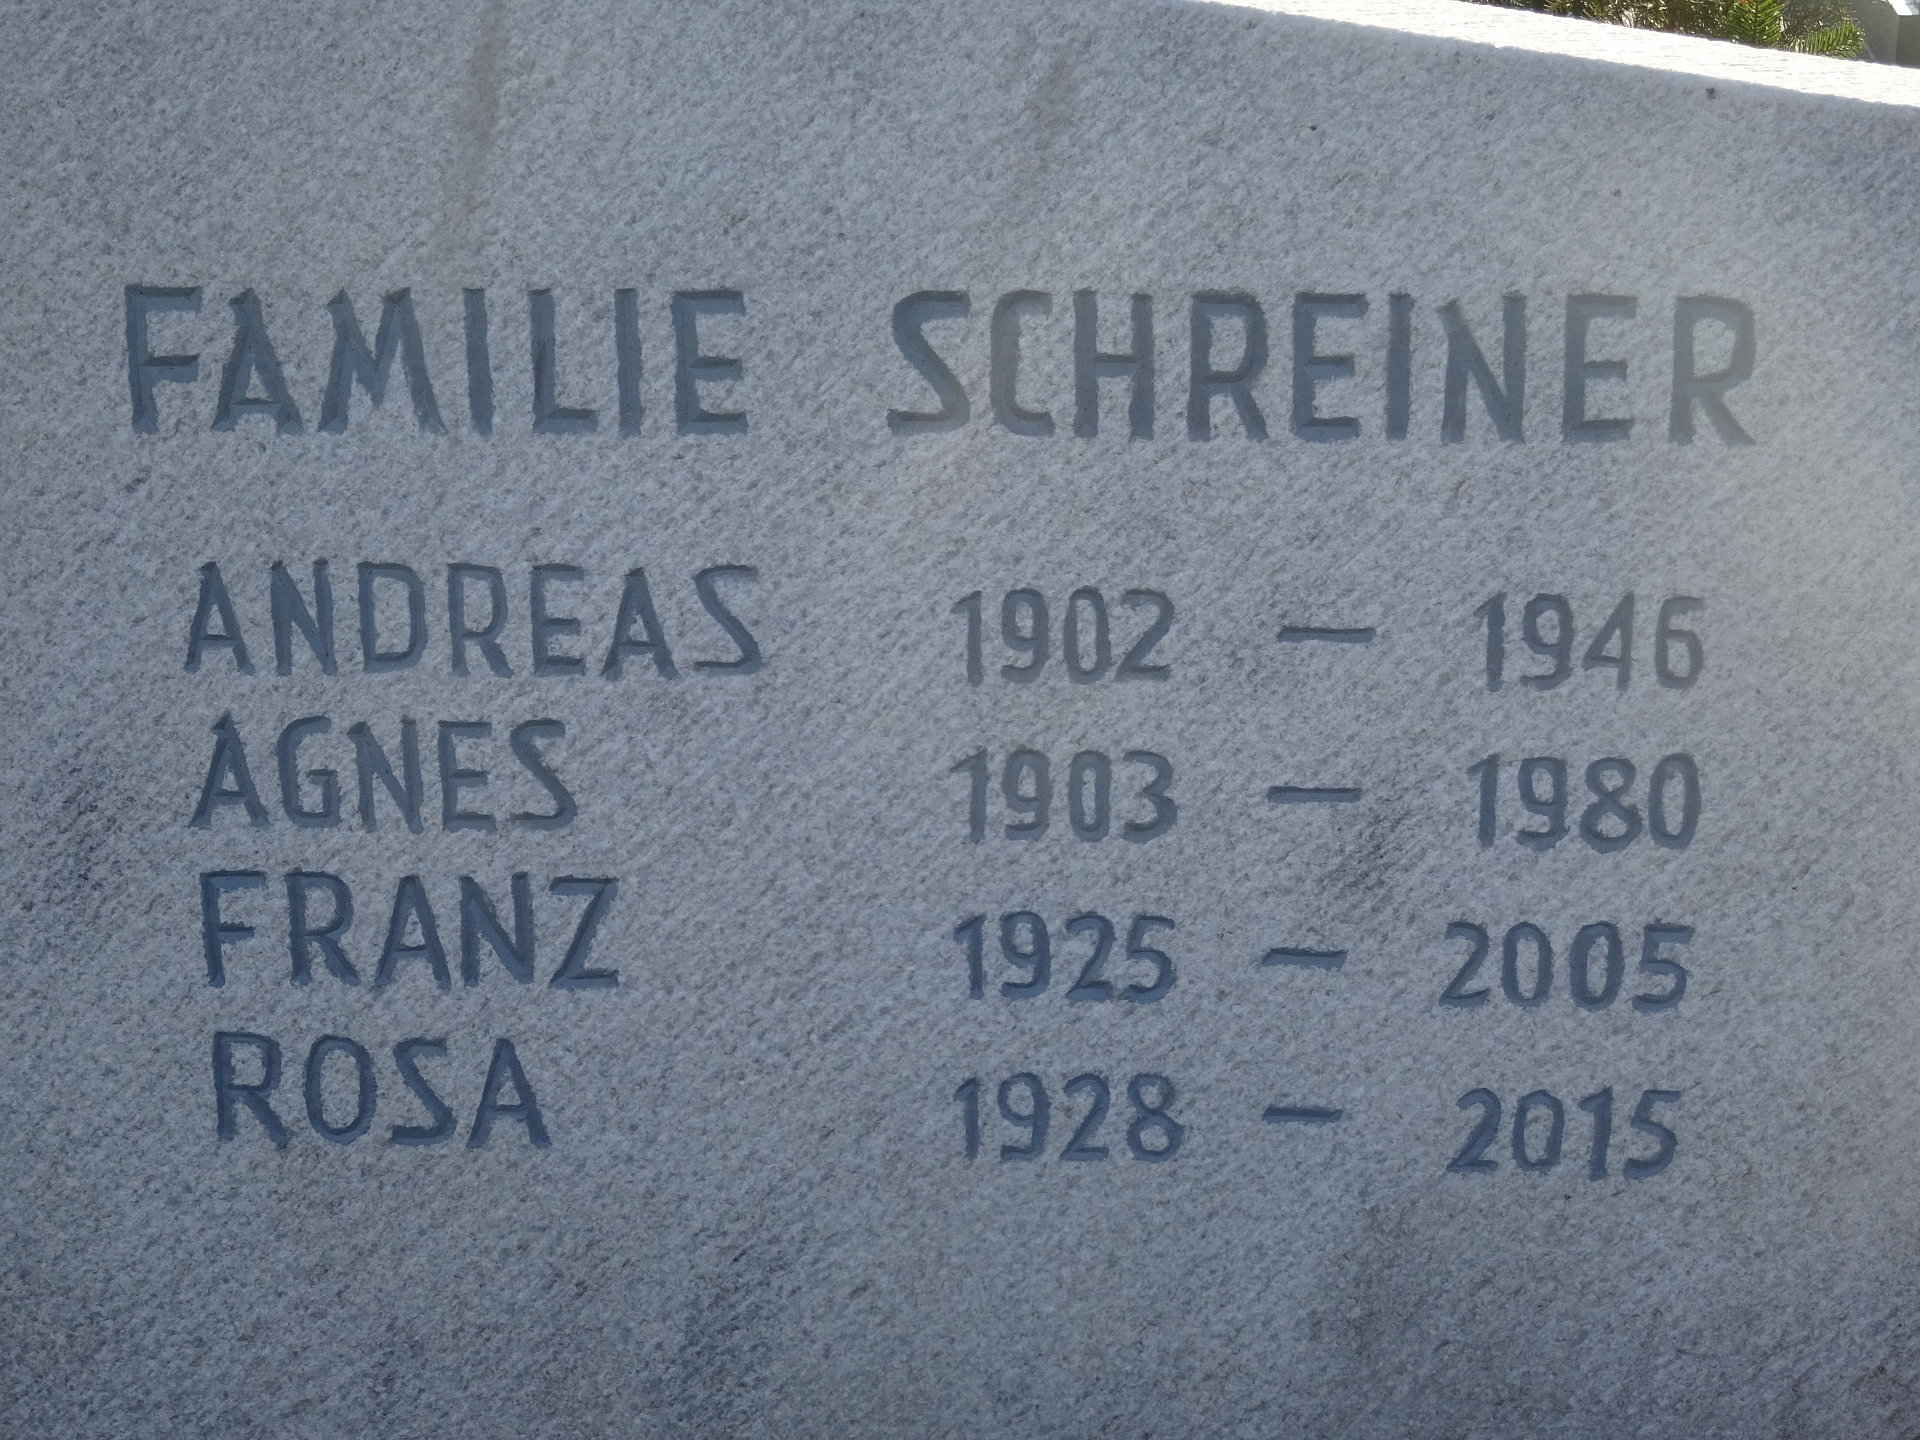 FAMILIE SCHREINER
ANDREAS 1902 – 1946
AGNES 1903 – 1980
FRANZ 1925 – 2005
ROSA 1928 – 2015